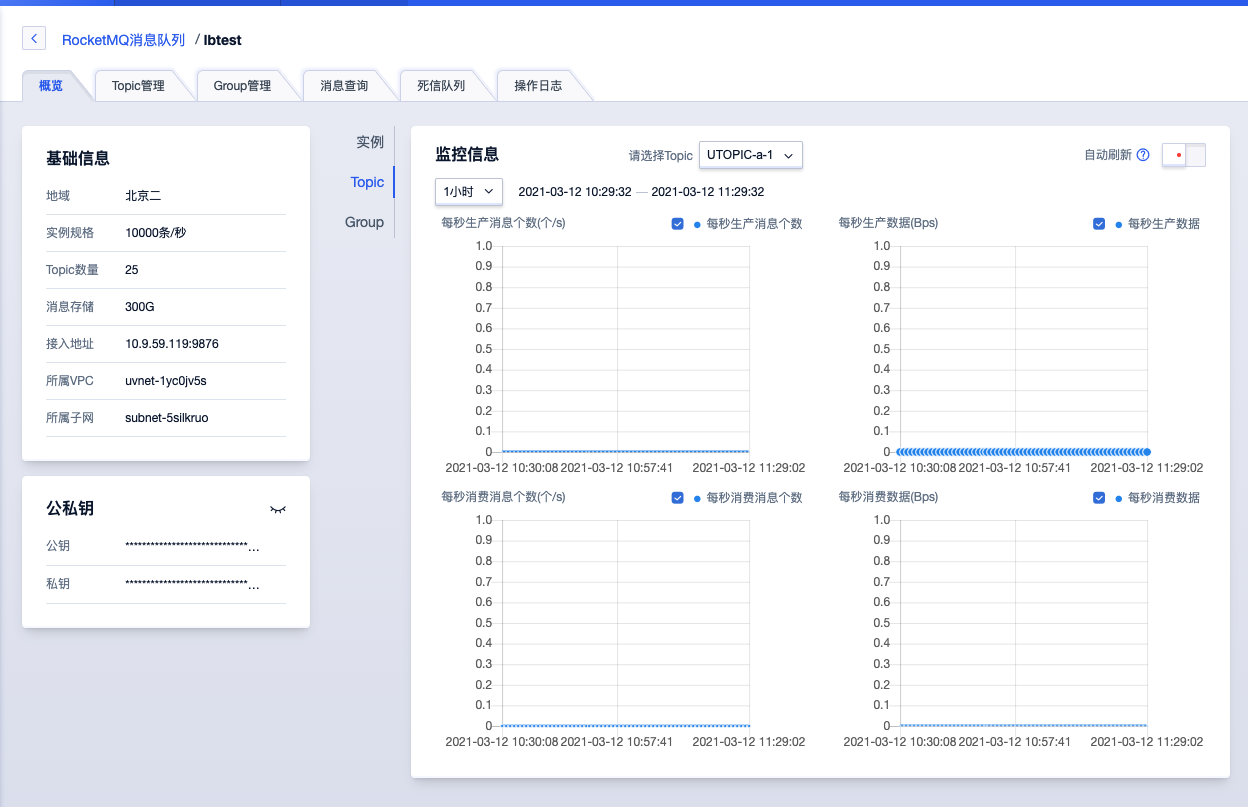 RocketMQ消息队列 / lbtest
概览 Topic管理 Group管理 消息查询 死信队列 操作日志
基础信息
地域 北京二
实例规格 10000条/秒
Topic数量 25
消息存储 300G
接入地址 10.9.59.119:9876
所属VPC uvnet-1yc0jv5s
所属子网 subnet-5silkruo
公私钥
公钥 *****************************...
私钥 *****************************...
实例
Topic
Group
监控信息 请选择Topic UTOPIC-a-1 自动刷新
1小时 2021-03-12 10:29:32 — 2021-03-12 11:29:32
每秒生产消息个数(个/s) 每秒生产消息个数
1.0
0.9
0.8
0.7
0.6
0.5
0.4
0.3
0.2
0.1
0
2021-03-12 10:30:08 2021-03-12 10:57:41 2021-03-12 11:29:02
每秒生产数据(Bps) 每秒生产数据
1.0
0.9
0.8
0.7
0.6
0.5
0.4
0.3
0.2
0.1
0
2021-03-12 10:30:08 2021-03-12 10:57:41 2021-03-12 11:29:02
每秒消费消息个数(个/s) 每秒消费消息个数
1.0
0.9
0.8
0.7
0.6
0.5
0.4
0.3
0.2
0.1
0
2021-03-12 10:30:08 2021-03-12 10:57:41 2021-03-12 11:29:02
每秒消费数据(Bps) 每秒消费数据
1.0
0.9
0.8
0.7
0.6
0.5
0.4
0.3
0.2
0.1
0
2021-03-12 10:30:08 2021-03-12 10:57:41 2021-03-12 11:29:02